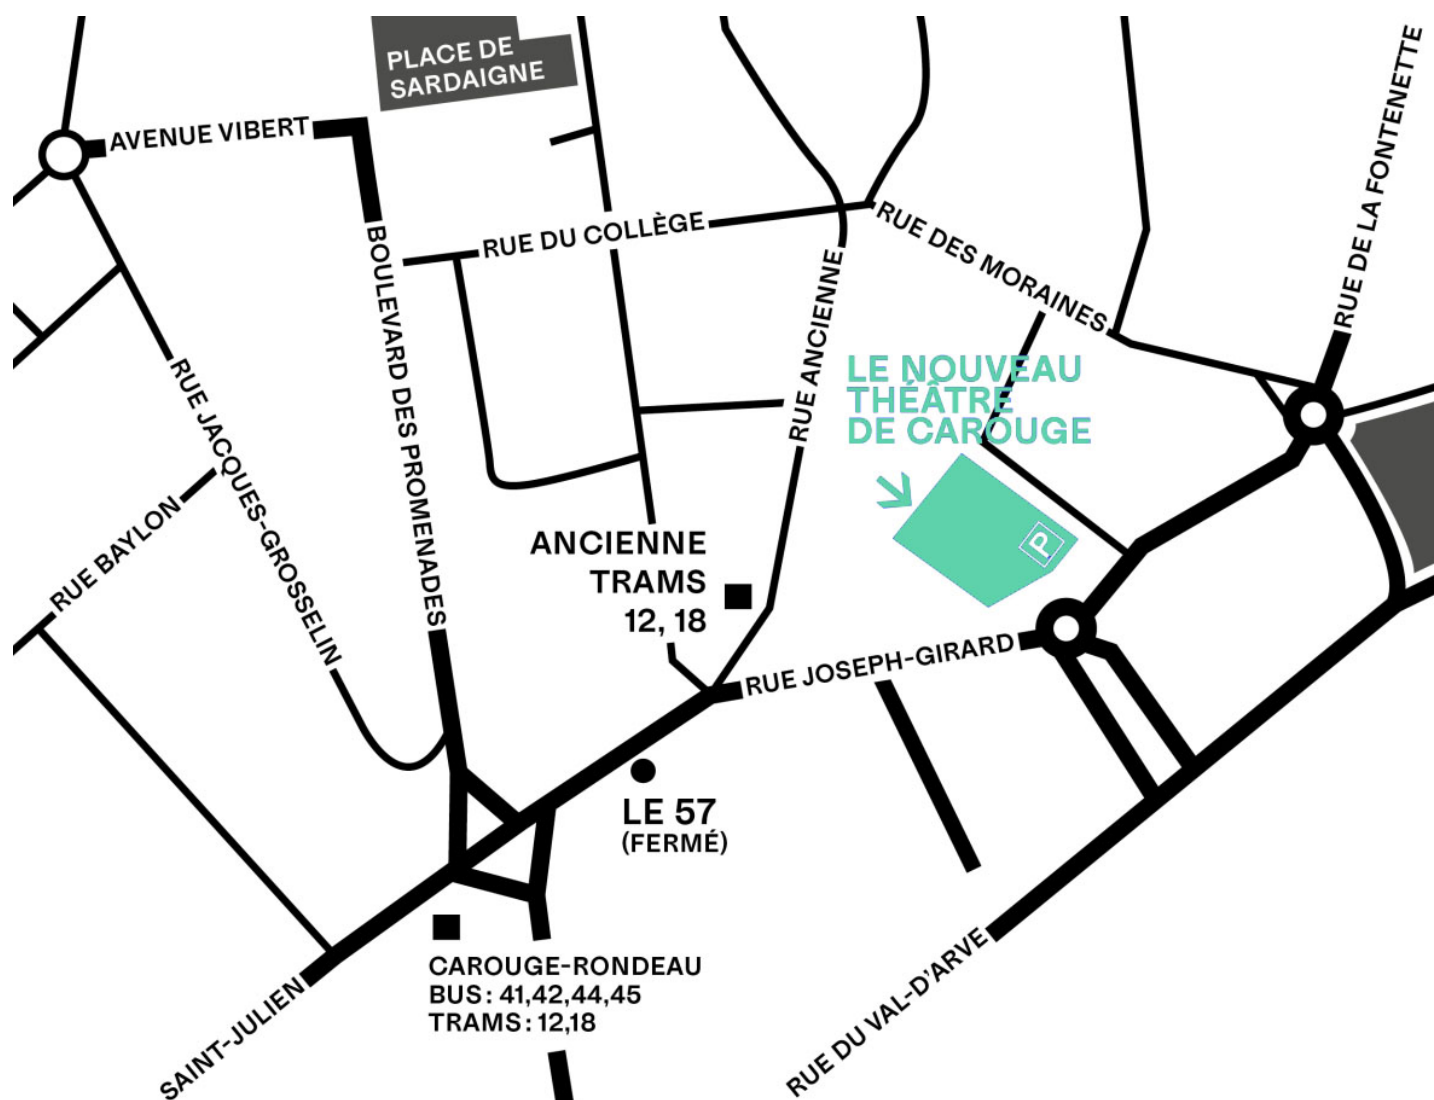 PLACE DE
SARDAIGNE
AVENUE VIBERT
RUE DE LA FONTENETTE
RUE DU COLLÈGE
RUE DES MORAINES
BOULEVARD DES PROMENADES
RUE ANCIENNE
RUE JACQUES-GROSSELIN
LE NOUVEAU
THÉÂTRE
DE CAROUGE
P
RUE BAYLON
ANCIENNE
TRAMS
12, 18
RUE JOSEPH-GIRARD
LE 57
(FERMÉ)
CAROUGE-RONDEAU
BUS : 41,42,44,45
TRAMS : 12,18
SAINT-JULIEN
RUE DU VAL-D'ARVE